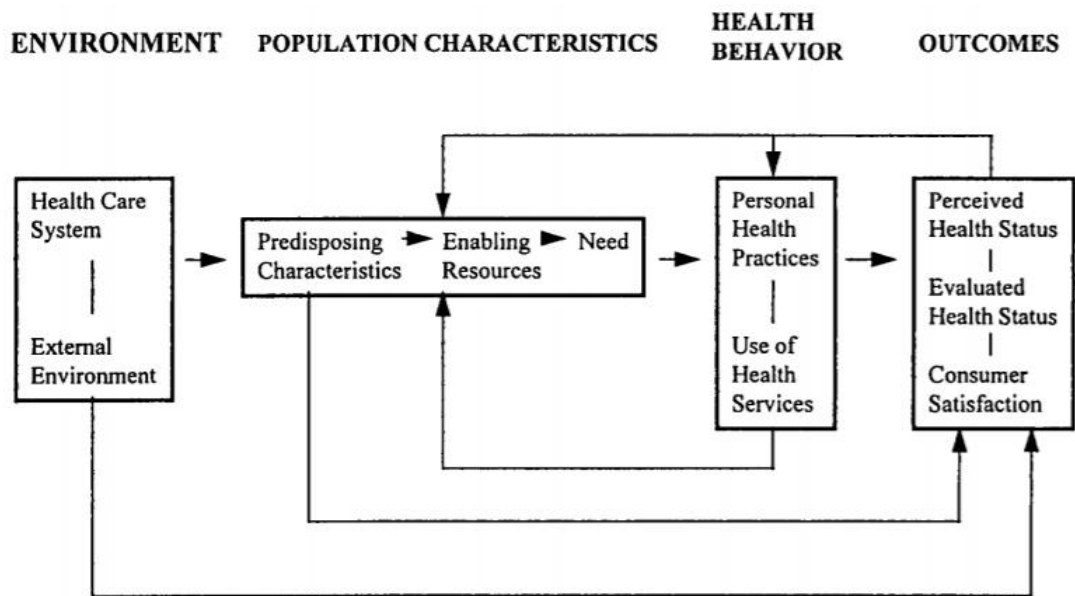 ENVIRONMENT
POPULATION CHARACTERISTICS
HEALTH
BEHAVIOR
OUTCOMES
Health Care
System
External
Environment
Predisposing
Characteristics
Enabling
Resources
Need
Personal
Health
Practices
Use of
Health
Services
Perceived
Health Status
Evaluated
Health Status
Consumer
Satisfaction